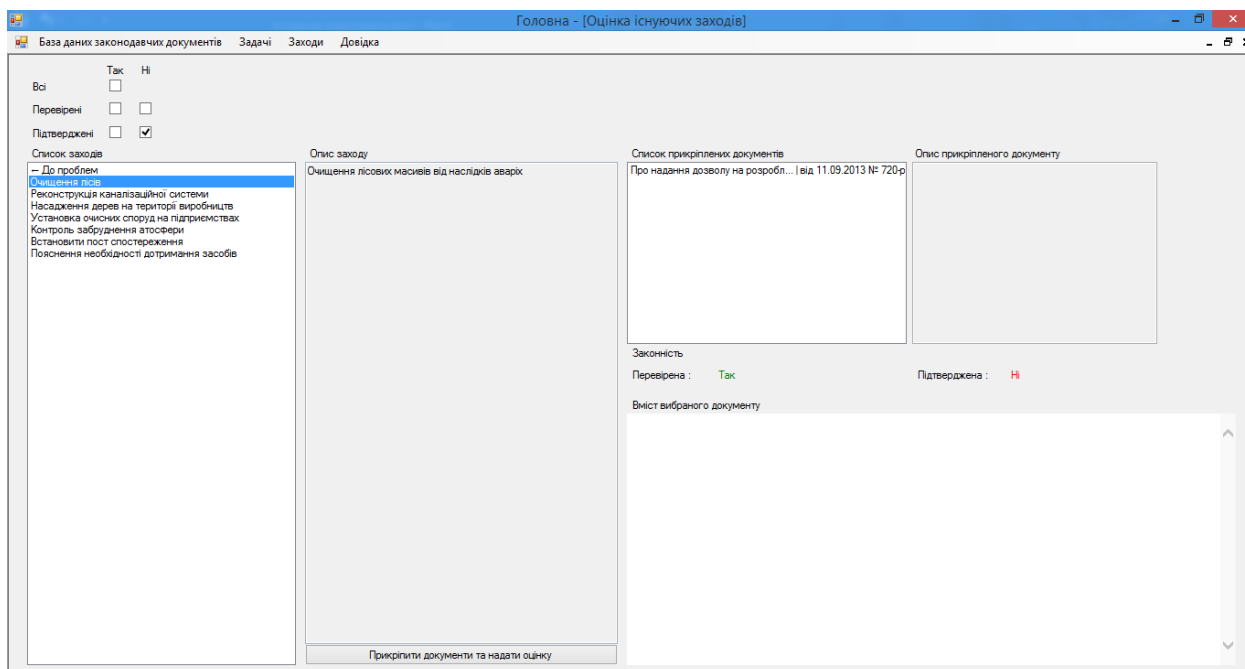 Головна - [Оцінка існуючих заходів]
База даних законодавчих документів Задачі Заходи Довідка
Так Ні
Всі
Перевірені
Підтверджені
Список заходів
← До проблем
Очищення лісів
Реконструкція каналізаційної системи
Насадження дерев на території виробництв
Установка очисних споруд на підприємствах
Контроль забруднення атосфери
Встановити пост спостереження
Пояснення необхідності дотримання засобів
Опис заходу
Очищення лісових масивів від наслідків аваріх
Прикріпити документи та надати оцінку
Список прикріплених документів
Про надання дозволу на розробл... | від 11.09.2013 № 720-р
Опис прикріпленого документу
Законність
Перевірена : Так Підтверджена : Ні
Вміст вибраного документу